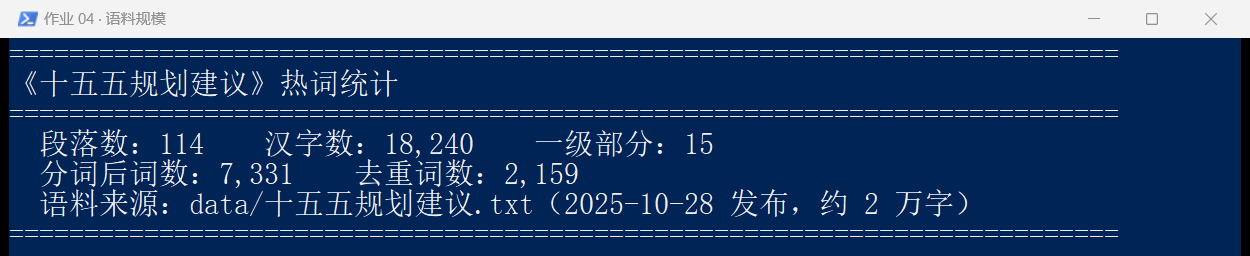 作业 04 · 语料规模
==========================================================================
《十五五规划建议》热词统计
==========================================================================
段落数：114    汉字数：18,240    一级部分：15
分词后词数：7,331    去重词数：2,159
语料来源：data/十五五规划建议.txt（2025-10-28 发布，约 2 万字）
==========================================================================